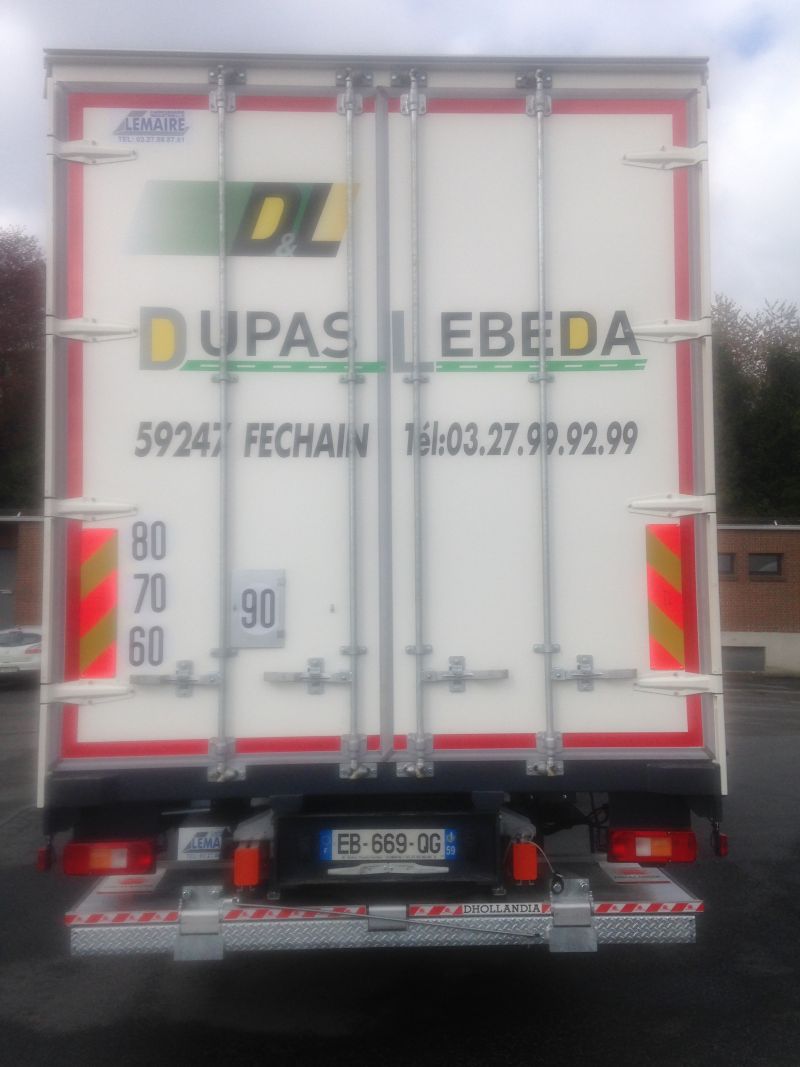 LEMAIRE
D&L
DUPAS LEBEDA
59247 FECHAIN Tél:03.27.99.92.99
80
70
90
60
LEMA
F EB-669-QG 59
DHOLLANDIA